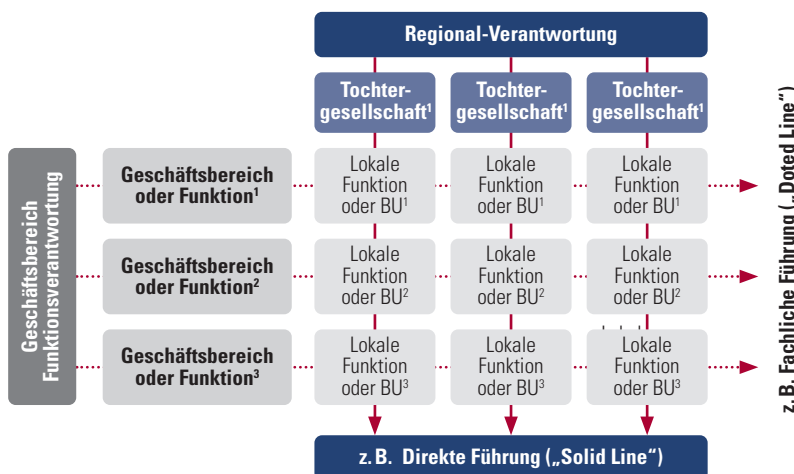 Regional-Verantwortung
Tochter-
gesellschaft¹
Tochter-
gesellschaft¹
Tochter-
gesellschaft¹
Geschäftsbereich
Funktionsverantwortung
Geschäftsbereich
oder Funktion¹
Lokale
Funktion
oder BU¹
Lokale
Funktion
oder BU¹
Lokale
Funktion
oder BU¹
Geschäftsbereich
oder Funktion²
Lokale
Funktion
oder BU²
Lokale
Funktion
oder BU²
Lokale
Funktion
oder BU²
Geschäftsbereich
oder Funktion³
Lokale
Funktion
oder BU³
Lokale
Funktion
oder BU³
Lokale
Funktion
oder BU³
z. B. Fachliche Führung („Doted Line“)
z. B. Direkte Führung („Solid Line“)